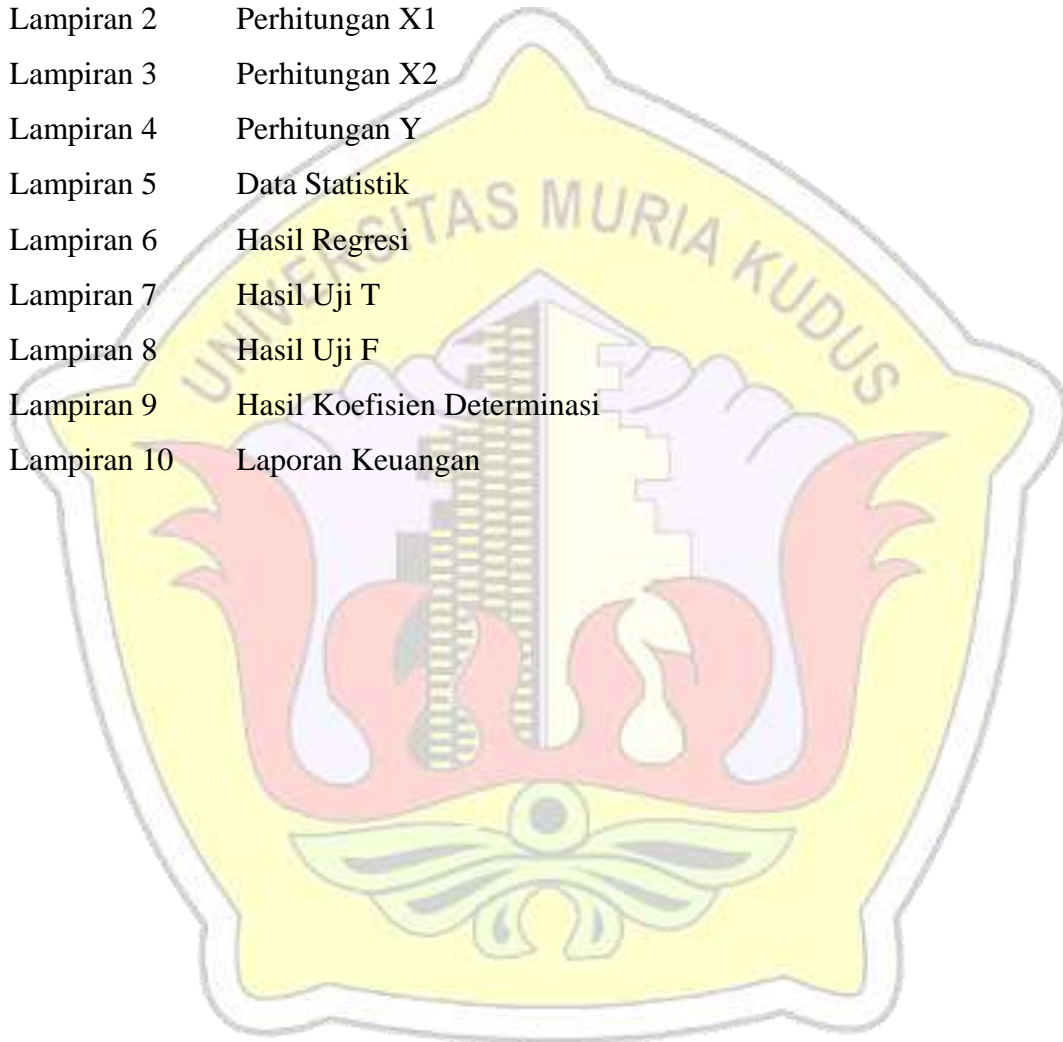 Lampiran 2 Perhitungan X1
Lampiran 3 Perhitungan X2
Lampiran 4 Perhitungan Y
Lampiran 5 Data Statistik
Lampiran 6 Hasil Regresi
Lampiran 7 Hasil Uji T
Lampiran 8 Hasil Uji F
Lampiran 9 Hasil Koefisien Determinasi
Lampiran 10 Laporan Keuangan
UNIVERSITAS MURIA KUDUS